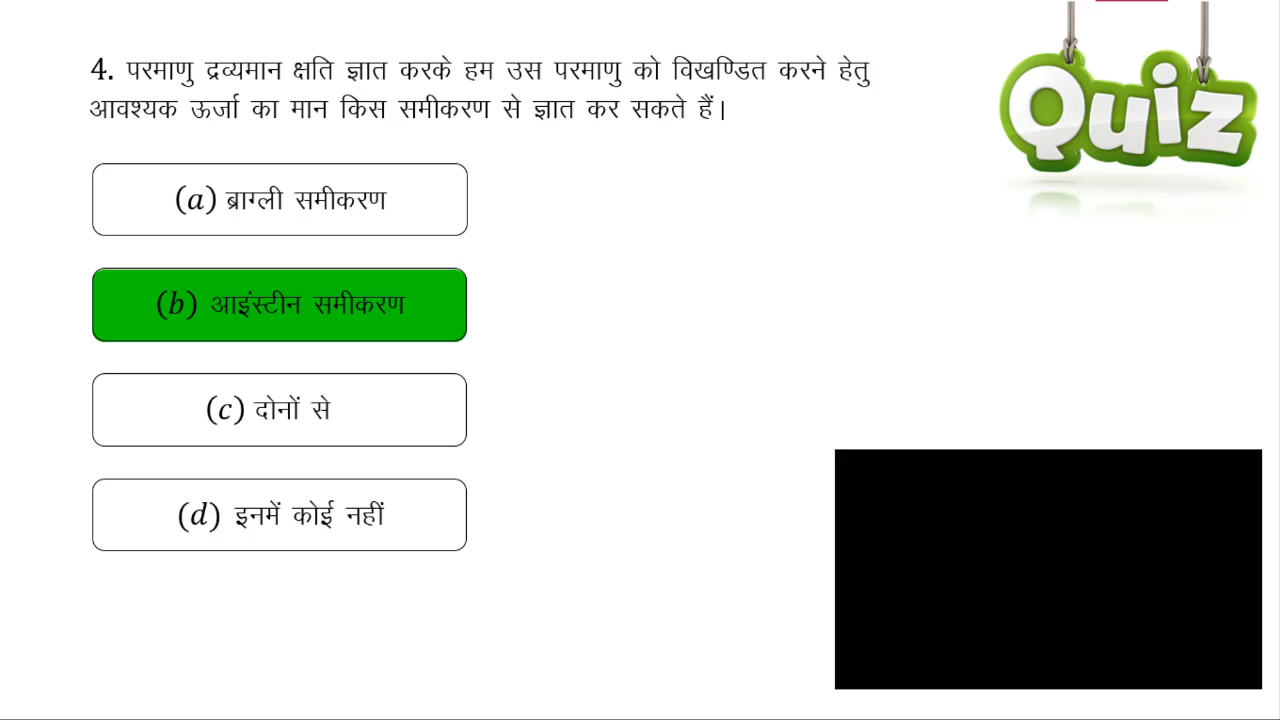 4. परमाणु द्रव्यमान क्षति ज्ञात करके हम उस परमाणु को विखण्डित करने हेतु
आवश्यक ऊर्जा का मान किस समीकरण से ज्ञात कर सकते हैं।
Quiz
(a) ब्राग्ली समीकरण
(b) आइंस्टीन समीकरण
(c) दोनों से
(d) इनमें कोई नहीं